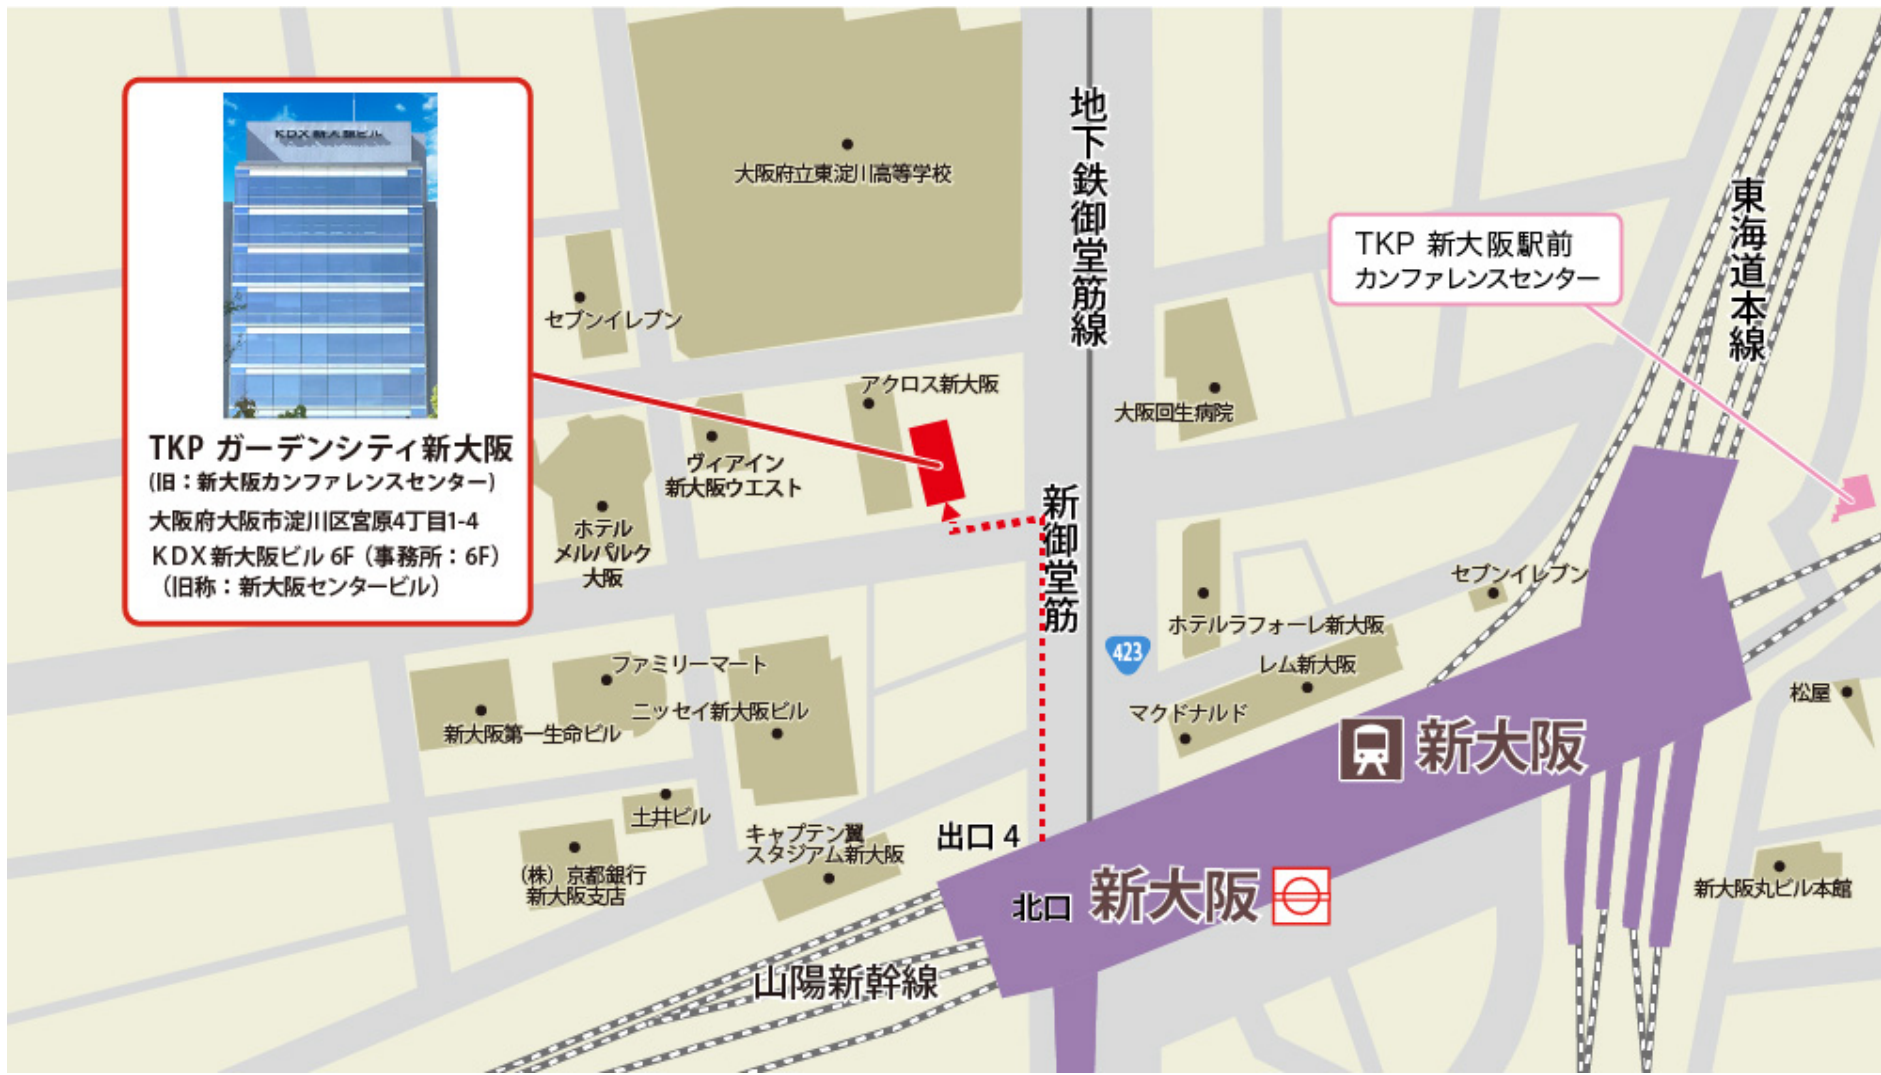 KDX 新大阪ビル
TKP ガーデンシティ新大阪
(旧：新大阪カンファレンスセンター)
大阪府大阪市淀川区宮原4丁目1-4
KDX新大阪ビル 6F（事務所：6F）
（旧称：新大阪センタービル）
大阪府立東淀川高等学校
地下鉄御堂筋線
東海道本線
TKP 新大阪駅前
カンファレンスセンター
セブンイレブン
アクロス新大阪
大阪回生病院
ヴィアイン
新大阪ウエスト
ホテル
メルパルク
大阪
新御堂筋
セブンイレブン
ホテルラフォーレ新大阪
423
レム新大阪
マクドナルド
松屋
ファミリーマート
ニッセイ新大阪ビル
新大阪第一生命ビル
新大阪
土井ビル
キャプテン翼
スタジアム新大阪
出口 4
（株）京都銀行
新大阪支店
北口
新大阪
新大阪丸ビル本館
山陽新幹線